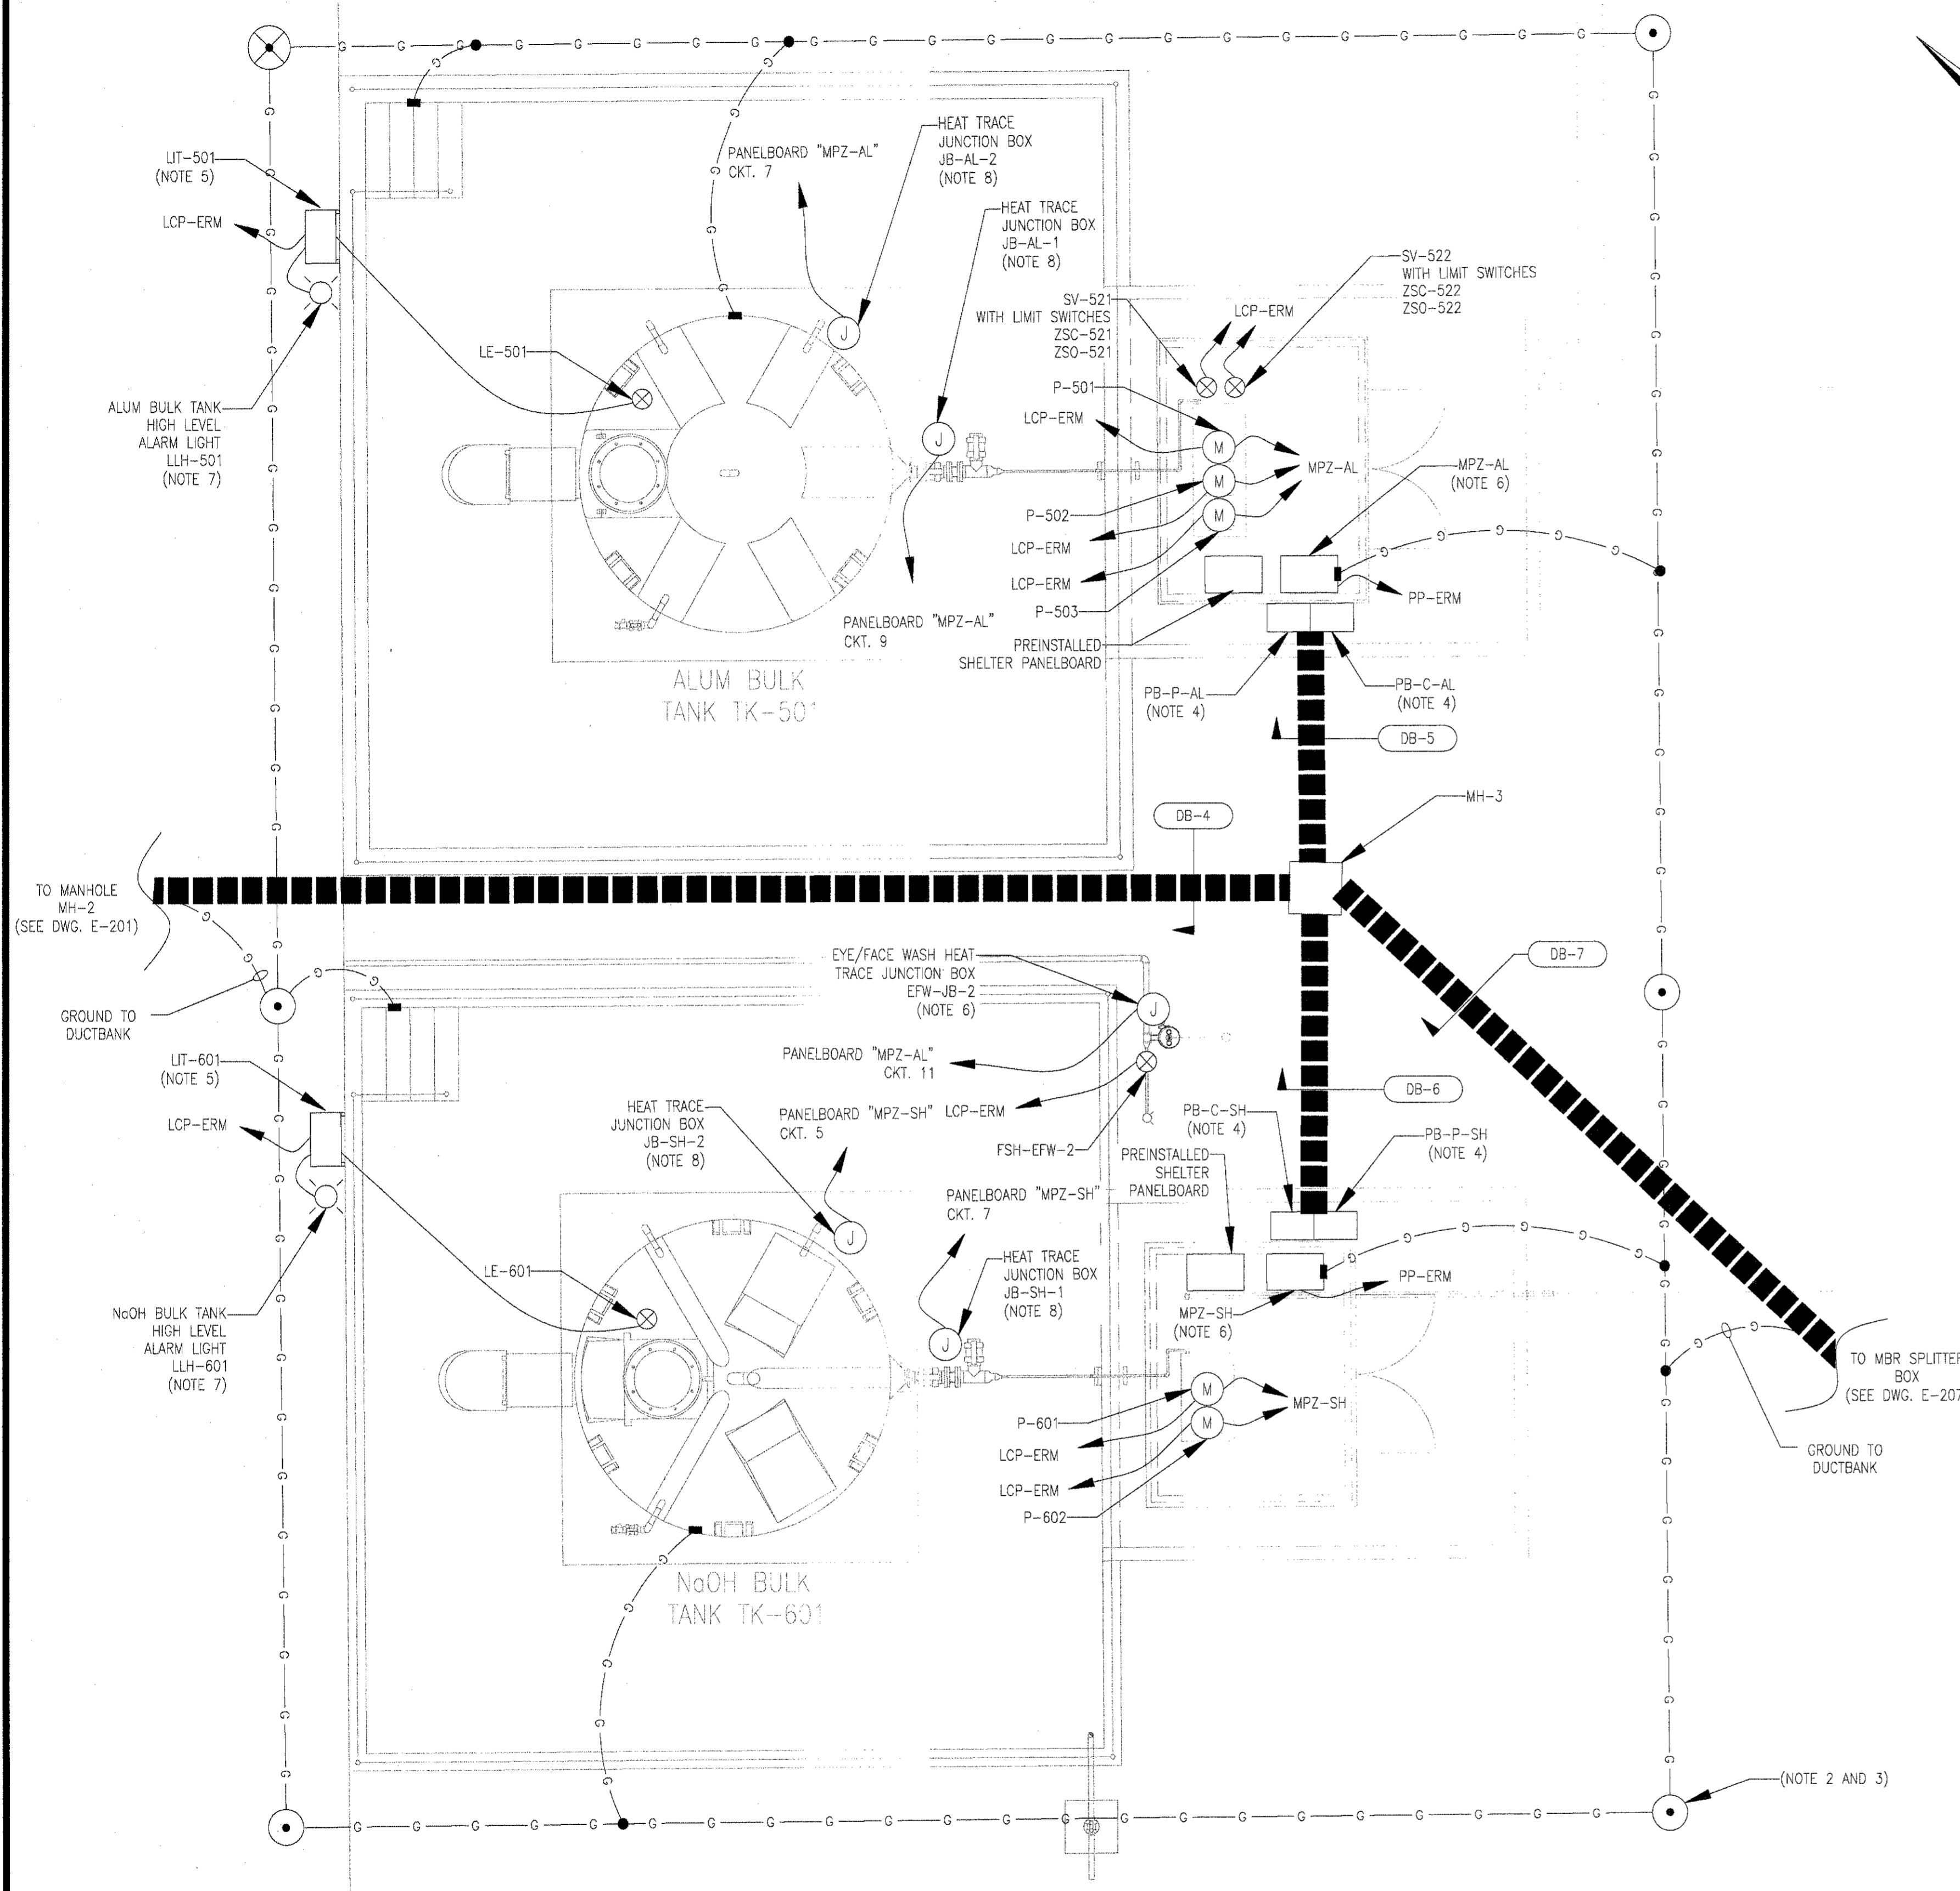 LIT-501
(NOTE 5)
LCP-ERM
ALUM BULK TANK
HIGH LEVEL
ALARM LIGHT
LLH-501
(NOTE 7)
PANELBOARD "MPZ-AL"
CKT. 7
HEAT TRACE
JUNCTION BOX
JB-AL-2
(NOTE 8)
HEAT TRACE
JUNCTION BOX
JB-AL-1
(NOTE 8)
LE-501
J
J
SV-521
WITH LIMIT SWITCHES
ZSC-521
ZSO-521
LCP-ERM
SV-522
WITH LIMIT SWITCHES
ZSC-522
ZSO-522
P-501
LCP-ERM
M
M
M
MPZ-AL
MPZ-AL
(NOTE 6)
P-502
LCP-ERM
LCP-ERM
P-503
PP-ERM
PANELBOARD "MPZ-AL"
CKT. 9
PREINSTALLED
SHELTER PANELBOARD
ALUM BULK
TANK TK-501
PB-P-AL
(NOTE 4)
PB-C-AL
(NOTE 4)
DB-5
MH-3
DB-4
TO MANHOLE
MH-2
(SEE DWG. E-201)
GROUND TO
DUCTBANK
EYE/FACE WASH HEAT
TRACE JUNCTION BOX
EFW-JB-2
(NOTE 6)
J
DB-7
LIT-601
(NOTE 5)
LCP-ERM
PANELBOARD "MPZ-AL"
CKT. 11
HEAT TRACE
JUNCTION BOX
JB-SH-2
(NOTE 8)
PANELBOARD "MPZ-SH"
CKT. 5
LCP-ERM
FSH-EFW-2
DB-6
PB-C-SH
(NOTE 4)
PB-P-SH
(NOTE 4)
PREINSTALLED
SHELTER
PANELBOARD
PANELBOARD "MPZ-SH"
CKT. 7
J
HEAT TRACE
JUNCTION BOX
JB-SH-1
(NOTE 8)
J
LE-601
NaOH BULK TANK
HIGH LEVEL
ALARM LIGHT
LLH-601
(NOTE 7)
MPZ-SH
(NOTE 6)
PP-ERM
TO MBR SPLITTER
BOX
(SEE DWG. E-207
P-601
M
M
MPZ-SH
LCP-ERM
LCP-ERM
P-602
GROUND TO
DUCTBANK
NaOH BULK
TANK TK-601
(NOTE 2 AND 3)